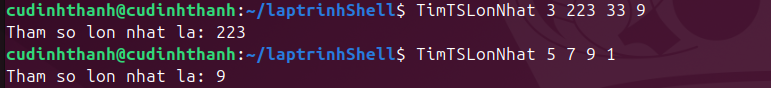 cudinhthanh@cudinhthanh:~/laptrinhShell$ TimTSLonNhat 3 223 33 9
Tham so lon nhat la: 223
cudinhthanh@cudinhthanh:~/laptrinhShell$ TimTSLonNhat 5 7 9 1
Tham so lon nhat la: 9